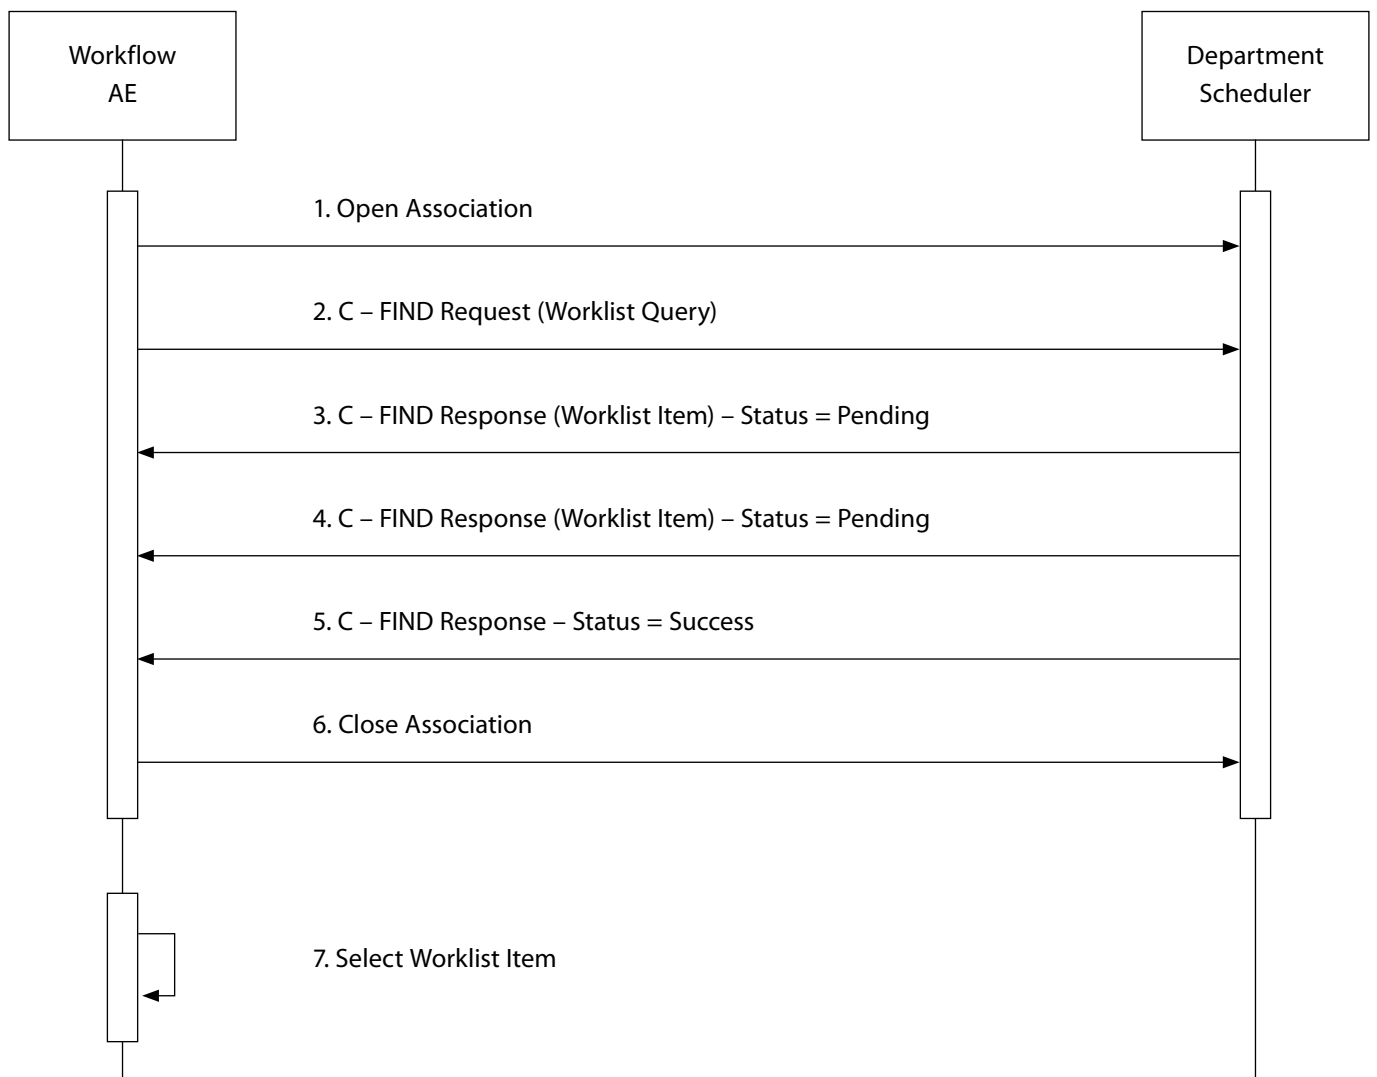 Workflow
AE
Department
Scheduler
1. Open Association
2. C – FIND Request (Worklist Query)
3. C – FIND Response (Worklist Item) – Status = Pending
4. C – FIND Response (Worklist Item) – Status = Pending
5. C – FIND Response – Status = Success
6. Close Association
7. Select Worklist Item